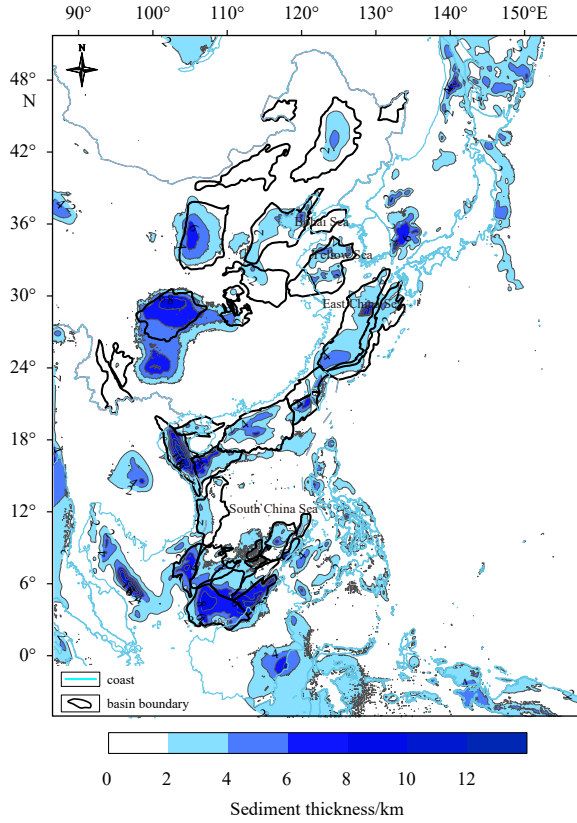 90° 100° 110° 120° 130° 140° 150°E
N
48°
N
42°
36°
Bohai Sea
Yellow Sea
30°
East China Sea
24°
18°
12°
South China Sea
6°
0°
coast
basin boundary
0 2 4 6 8 10 12
Sediment thickness/km